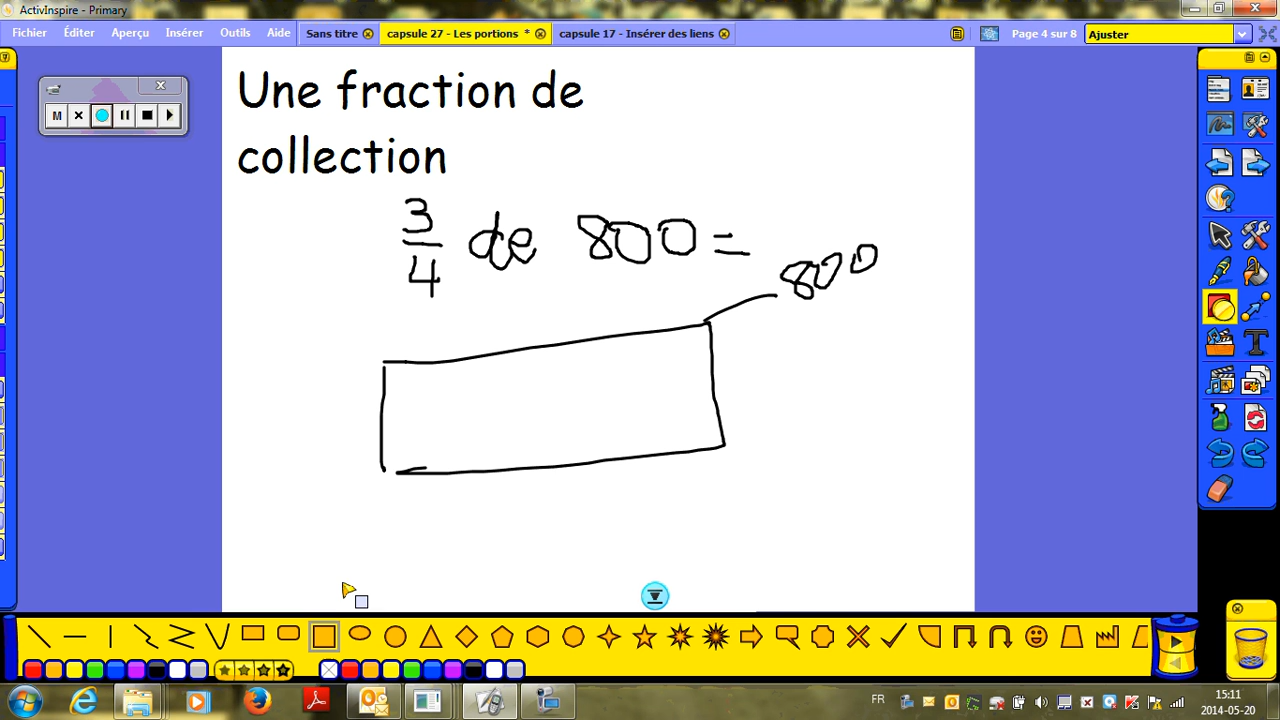 ActivInspire - Primary
Fichier Éditer Aperçu Insérer Outils Aide
Sans titre capsule 27 - Les portions * capsule 17 - Insérer des liens
Page 4 sur 8 Ajuster
M
Une fraction de
collection
3/4 de 800 =
800
FR
15:11
2014-05-20